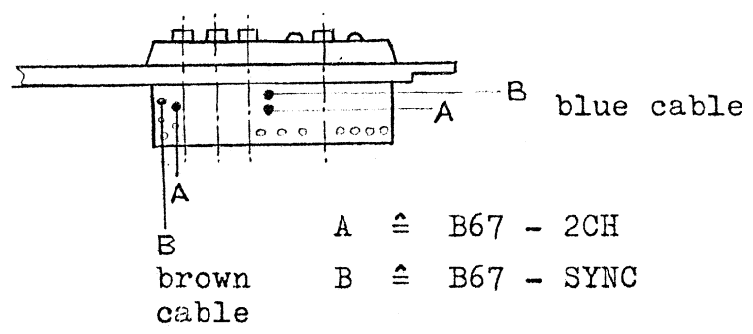 B
A
blue cable
A
B
brown
cable
A ≙ B67 - 2CH
B ≙ B67 - SYNC